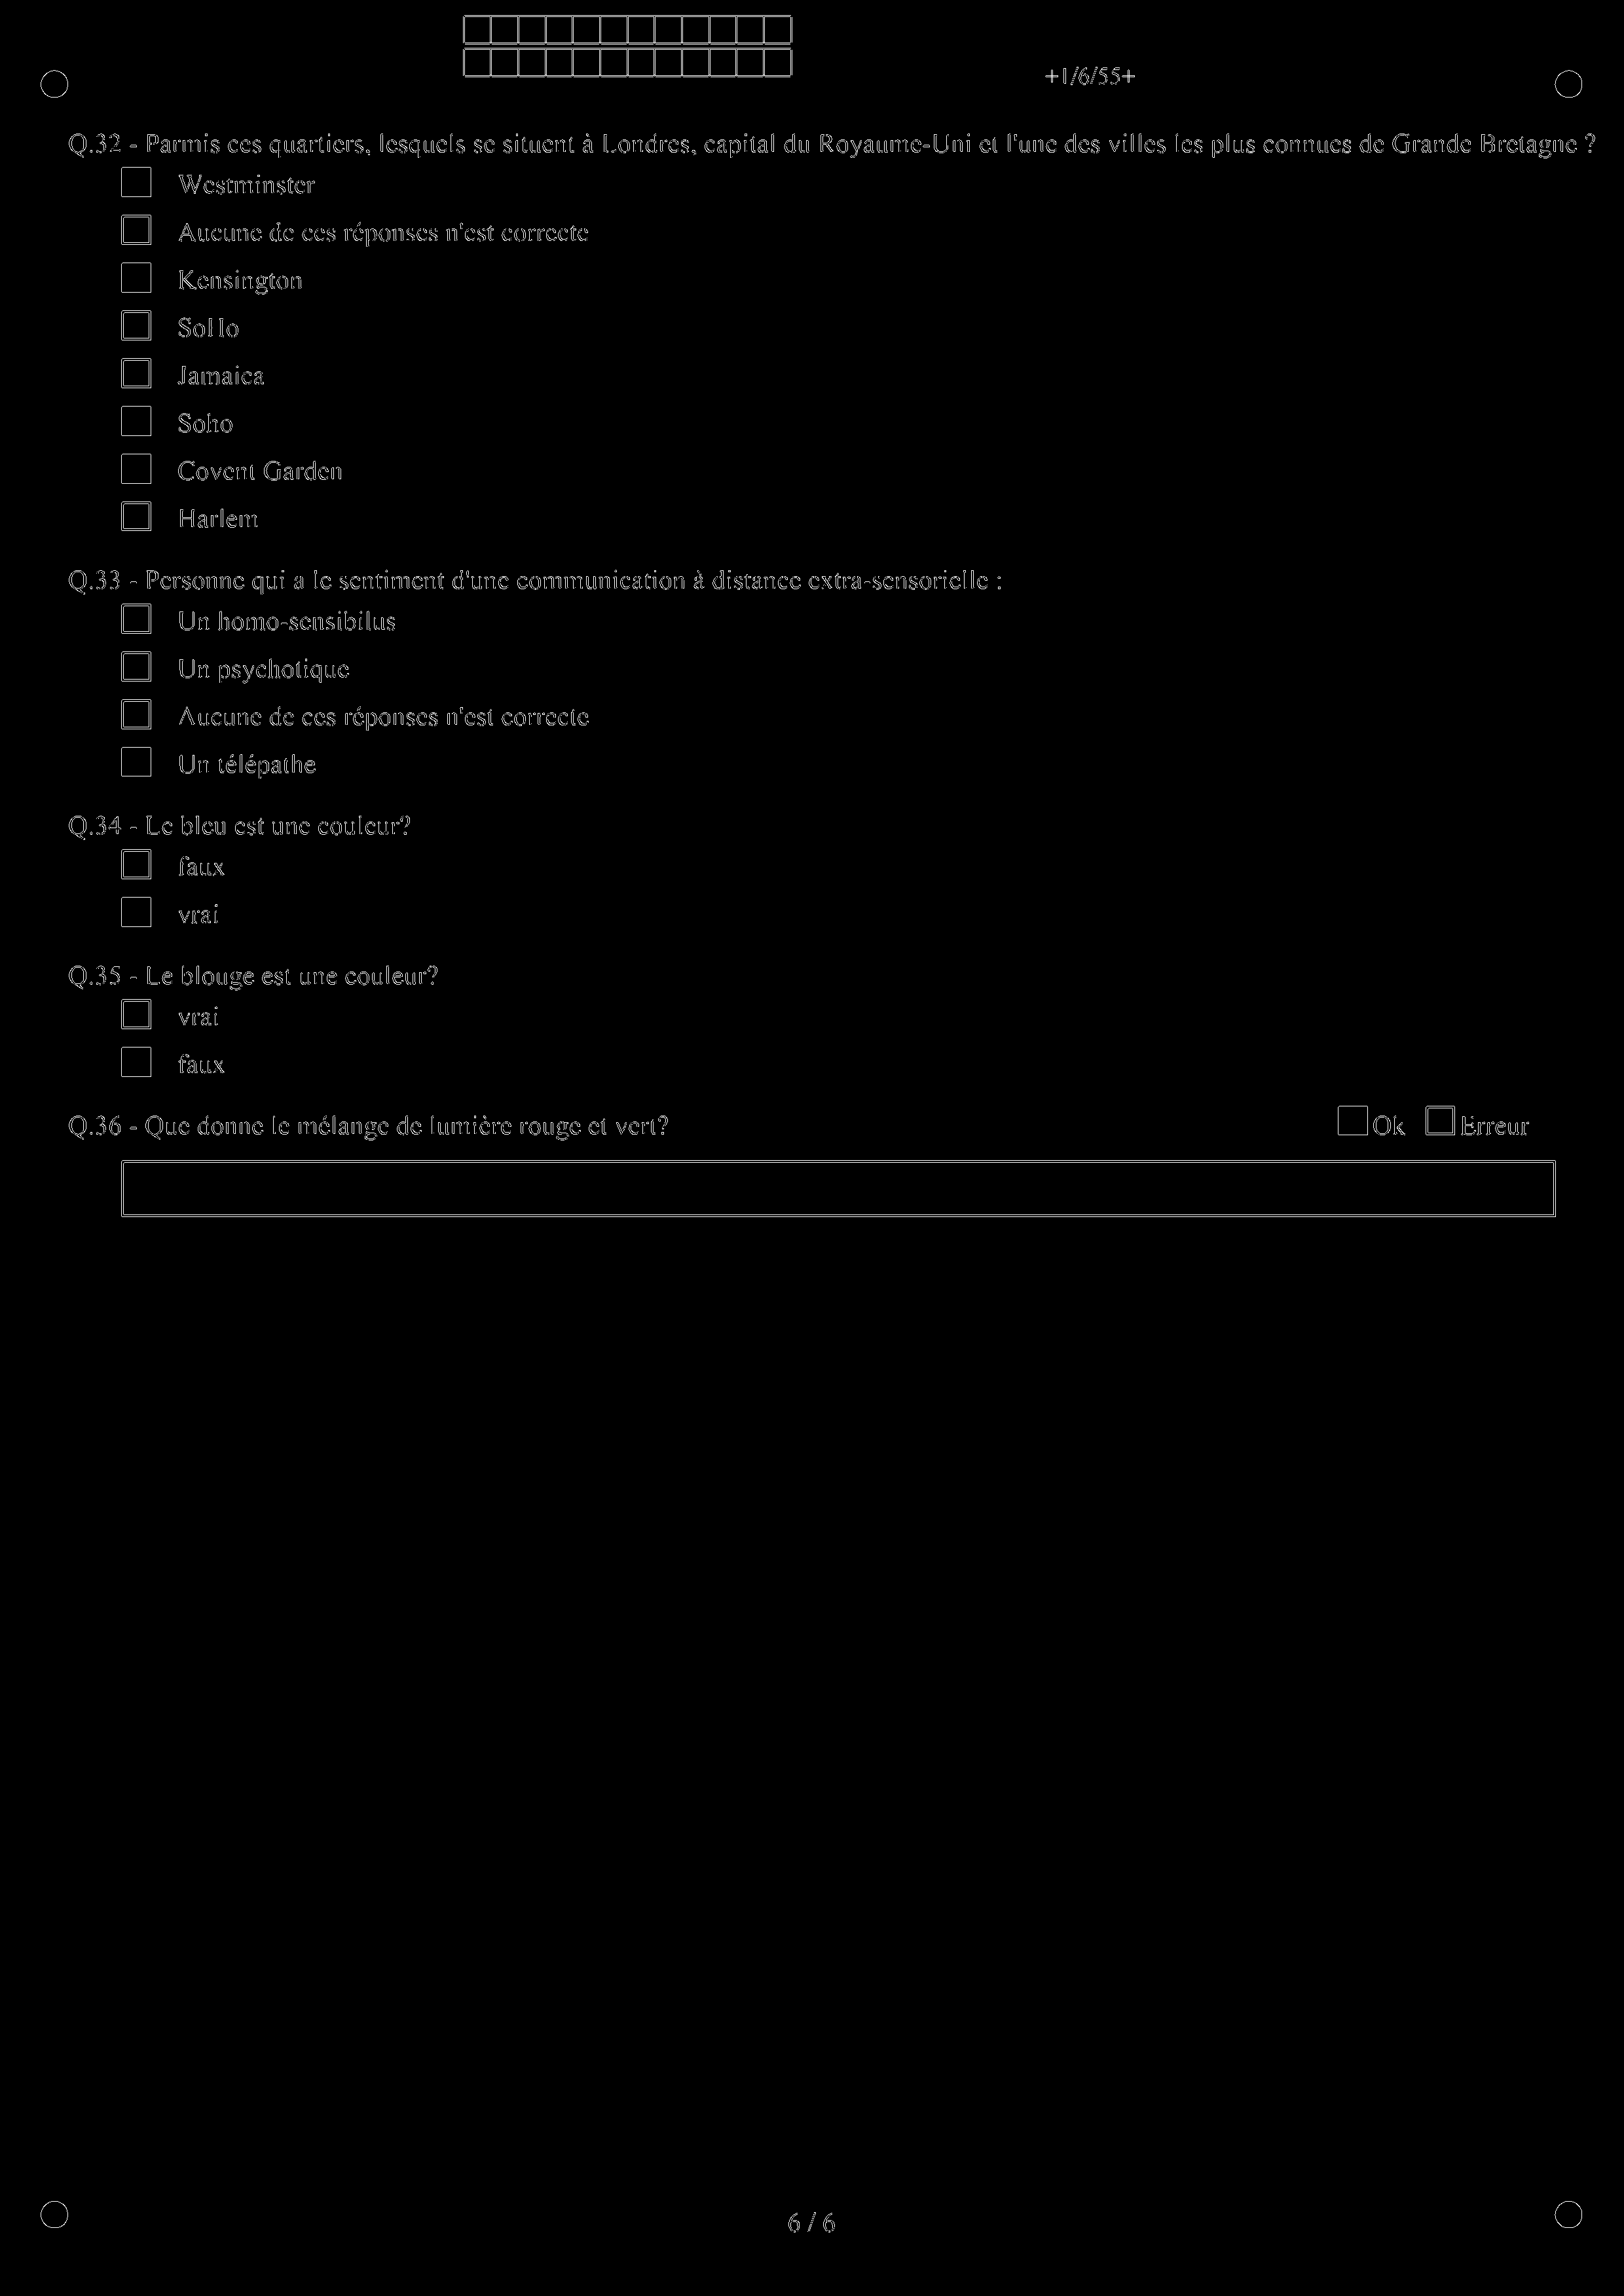 +1/6/55+
Q.32 - Parmis ces quartiers, lesquels se situent à Londres, capital du Royaume-Uni et l'une des villes les plus connues de Grande Bretagne ?
Westminster
Aucune de ces réponses n'est correcte
Kensington
SoHo
Jamaica
Soho
Covent Garden
Harlem
Q.33 - Personne qui a le sentiment d'une communication à distance extra-sensorielle :
Un homo-sensibilus
Un psychotique
Aucune de ces réponses n'est correcte
Un télépathe
Q.34 - Le bleu est une couleur?
faux
vrai
Q.35 - Le blouge est une couleur?
vrai
faux
Q.36 - Que donne le mélange de lumière rouge et vert? Ok Erreur
6 / 6